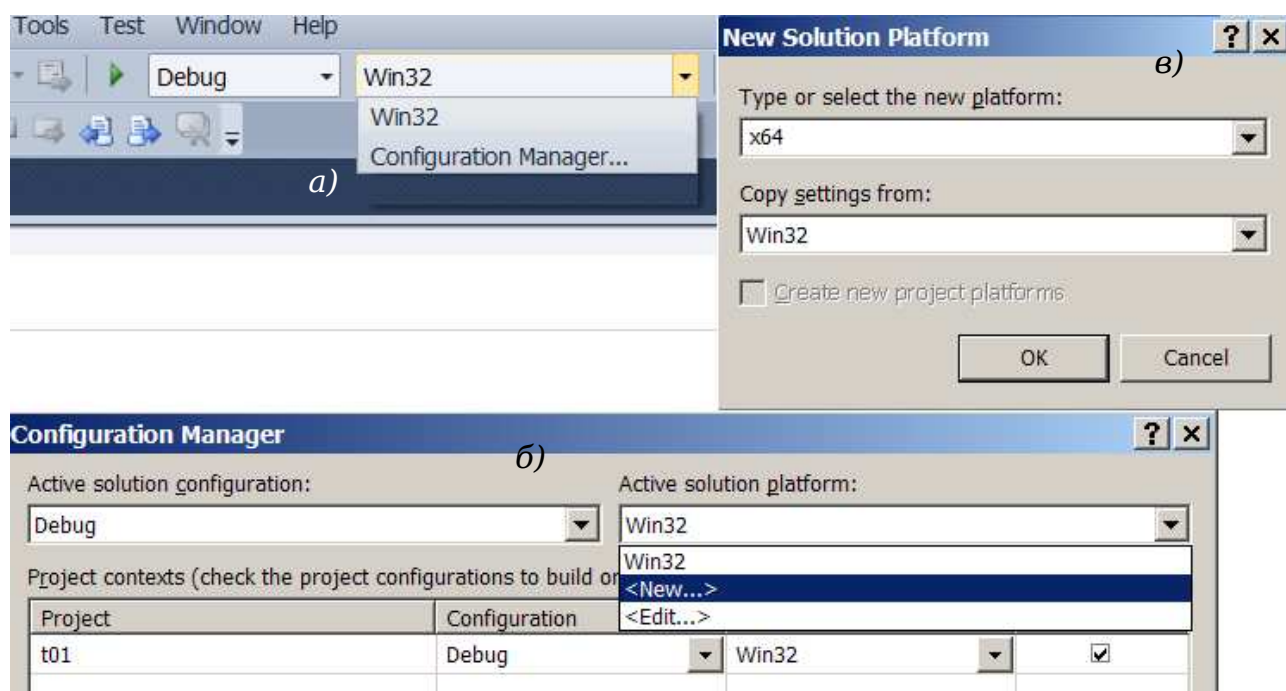 Tools Test Window Help
Debug
Win32
Win32
Configuration Manager...
а)
New Solution Platform
в)
Type or select the new platform:
x64
Copy settings from:
Win32
Create new project platforms
OK Cancel
Configuration Manager
б)
Active solution configuration: Active solution platform:
Debug Win32
Win32
Project contexts (check the project configurations to build or
<New...>
Project Configuration <Edit...>
t01 Debug Win32